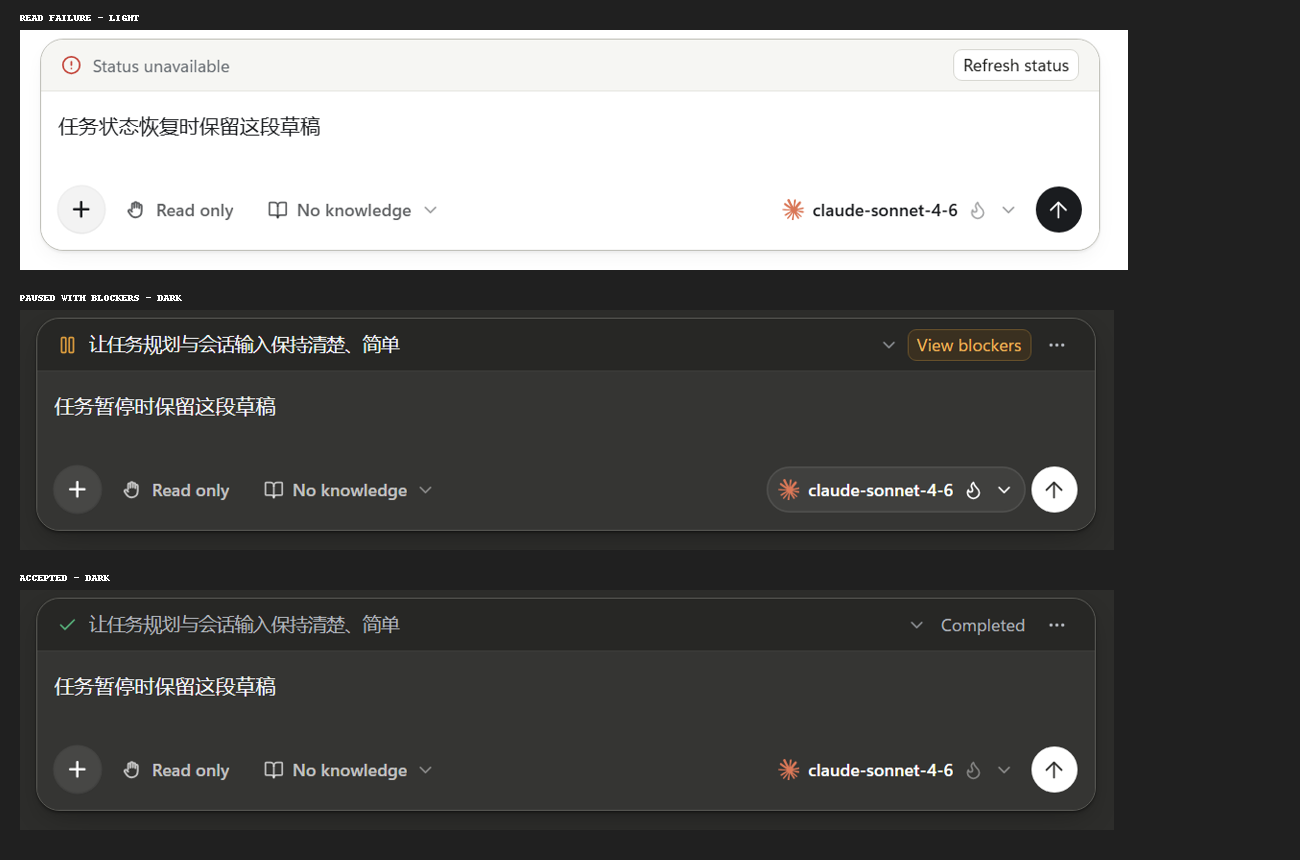 READ FAILURE - LIGHT
Status unavailable
Refresh status
任务状态恢复时保留这段草稿
Read only
No knowledge
claude-sonnet-4-6
PAUSED WITH BLOCKERS - DARK
让任务规划与会话输入保持清楚、简单
View blockers
任务暂停时保留这段草稿
Read only
No knowledge
claude-sonnet-4-6
ACCEPTED - DARK
让任务规划与会话输入保持清楚、简单
Completed
任务暂停时保留这段草稿
Read only
No knowledge
claude-sonnet-4-6